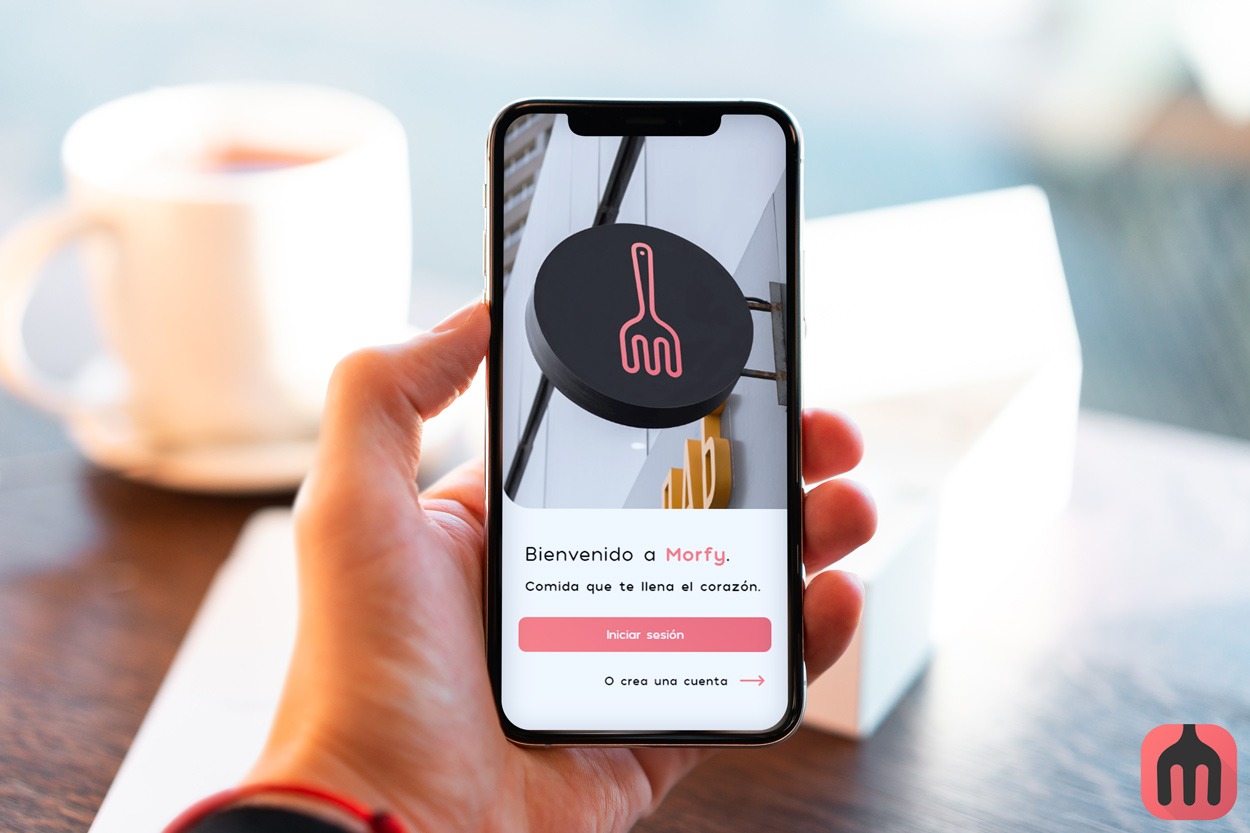 Bienvenido a Morfy.
Comida que te llena el corazón.
Iniciar sesión
O crea una cuenta